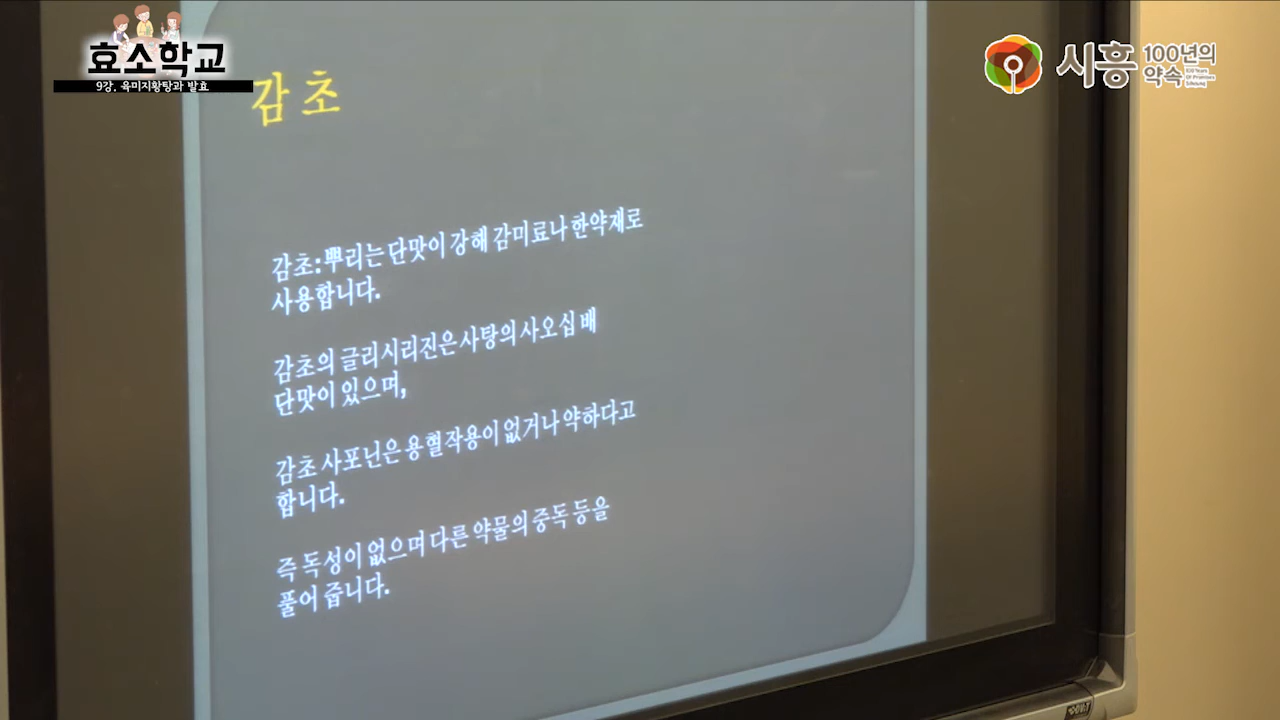 효소학교
9강. 육미지황탕과 발효
시흥 100년의
약속
감초
감초:뿌리는 단맛이 강해 감미료나 한약재로
사용합니다.
감초의 글리시리진은 사탕의 사오십 배
단맛이 있으며,
감초 사포닌은 용혈작용이 없거나 약하다고
합니다.
즉 독성이 없으며 다른 약물의 중독 등을
풀어 줍니다.